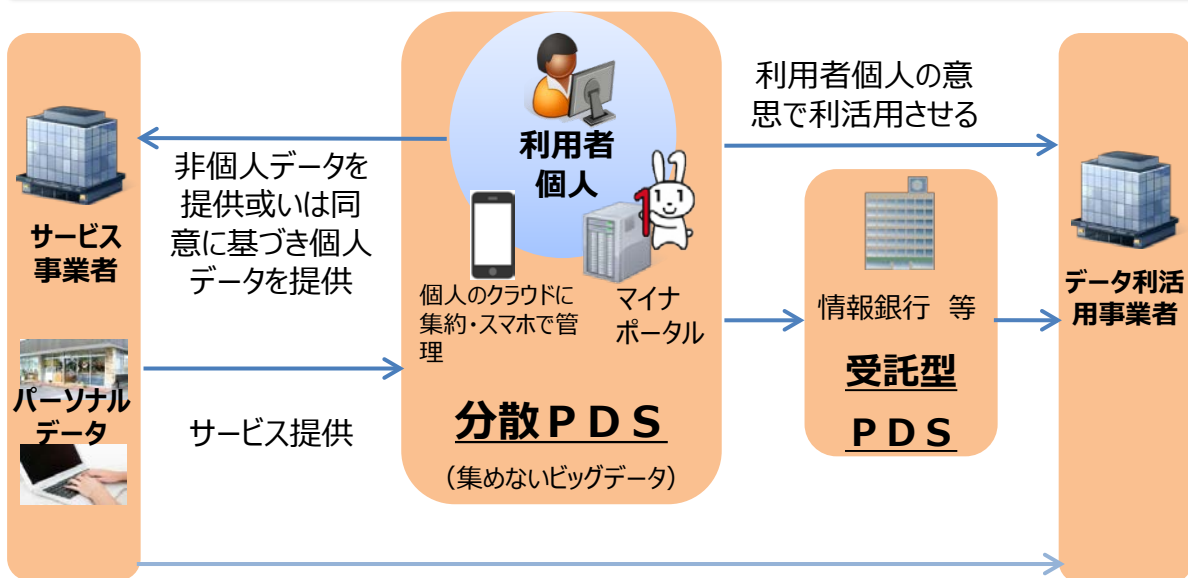 サービス
事業者
パーソナル
データ
非個人データを
提供或いは同
意に基づき個人
データを提供
サービス提供
利用者
個人
個人のクラウドに
集約・スマホで管
理
マイナ
ポータル
分散ＰＤＳ
（集めないビッグデータ）
利用者個人の意
思で利活用させる
情報銀行　等
受託型
ＰＤＳ
データ利活
用事業者